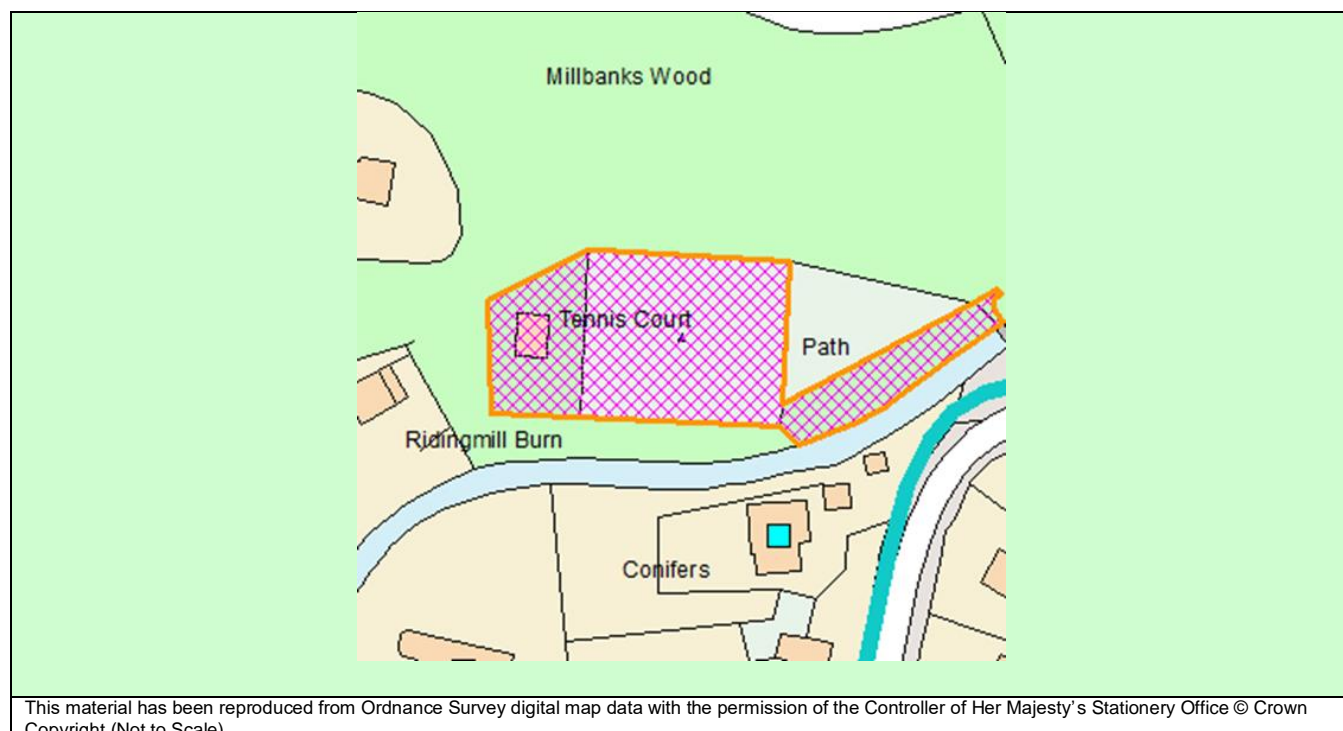 Millbanks Wood
Tennis Court
Path
Ridingmill Burn
Conifers
This material has been reproduced from Ordnance Survey digital map data with the permission of the Controller of Her Majesty's Stationery Office © Crown
Copyright (Not to Scale)